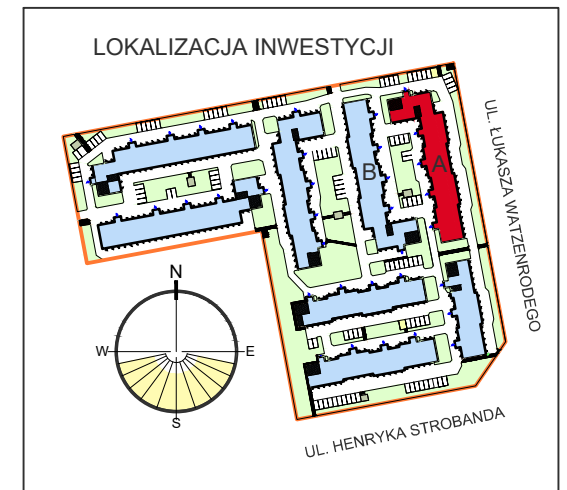 LOKALIZACJA INWESTYCJI
A
B
UL. ŁUKASZA WATZENRODEGO
N
W
E
S
UL. HENRYKA STROBANDA